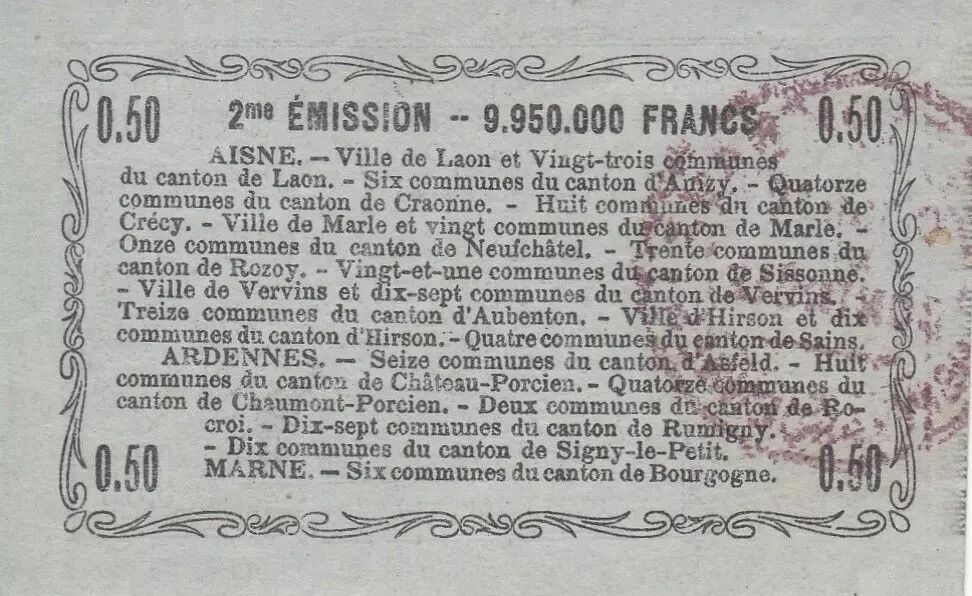 0.50 2me ÉMISSION -- 9.950.000 FRANCS 0.50
AISNE. — Ville de Laon et Vingt-trois communes
du canton de Laon. - Six communes du canton d'Anizy. - Quatorze
communes du canton de Craonne. - Huit communes du canton de
Crécy. - Ville de Marle et vingt communes du canton de Marle. -
Onze communes du canton de Neufchâtel. - Trente communes du
canton de Rozoy. - Vingt-et-une communes du canton de Sissonne.
- Ville de Vervins et dix-sept communes du canton de Vervins. -
Treize communes du canton d'Aubenton. - Ville d'Hirson et dix
communes du canton d'Hirson. - Quatre communes du canton de Sains.
ARDENNES. — Seize communes du canton d'Asfeld. - Huit
communes du canton de Château-Porcien. - Quatorze communes du
canton de Chaumont-Porcien. - Deux communes du canton de Ro-
croi. - Dix-sept communes du canton de Rumigny.
- Dix communes du canton de Signy-le-Petit.
0.50 MARNE. — Six communes du canton de Bourgogne. 0.50